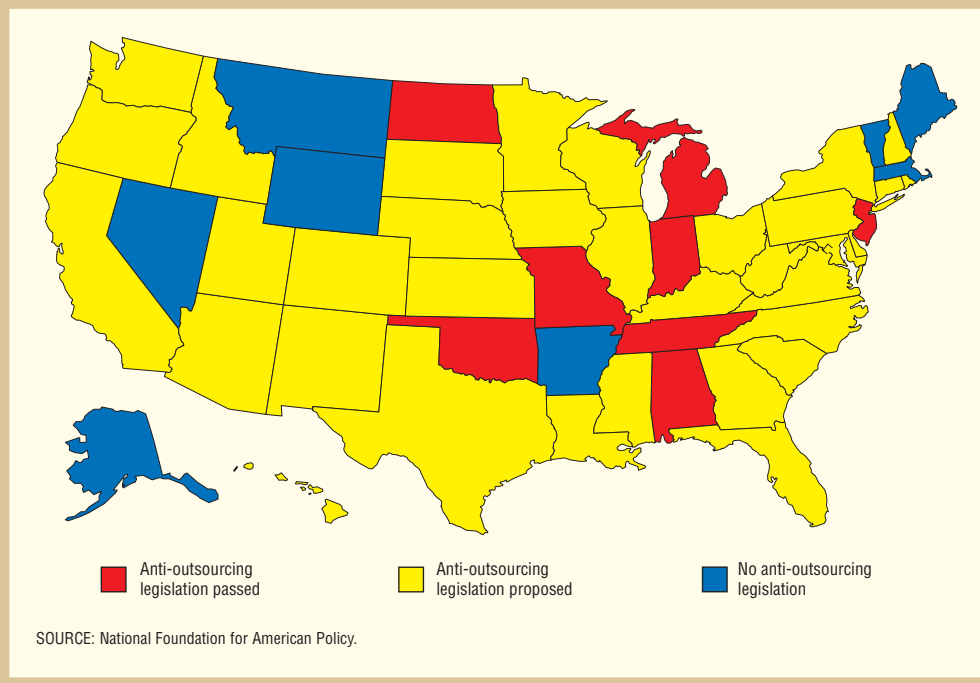 Anti-outsourcing
legislation passed
Anti-outsourcing
legislation proposed
No anti-outsourcing
legislation
SOURCE: National Foundation for American Policy.